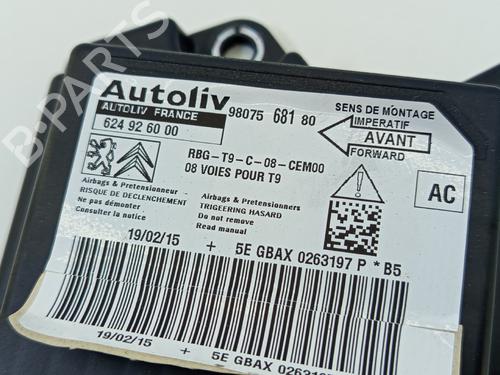 Autoliv
AUTOLIV FRANCE
624 92 60 00
98075 681 80
SENS DE MONTAGE
IMPERATIF
AVANT
FORWARD
RBG-T9-C-08-CEM00
08 VOIES POUR T9
AC
Airbags & Pretensionneur
RISQUE DE DECLENCHEMENT
Ne pas démonter
Consulter la notice
Airbags & Pretensionners
TRIGEERING HASARD
Do not remove
Read manual
19/02/15 + 5E GBAX 0263197 P * B5
19/02/15 + 5E GBAX 026319
B-PARTS